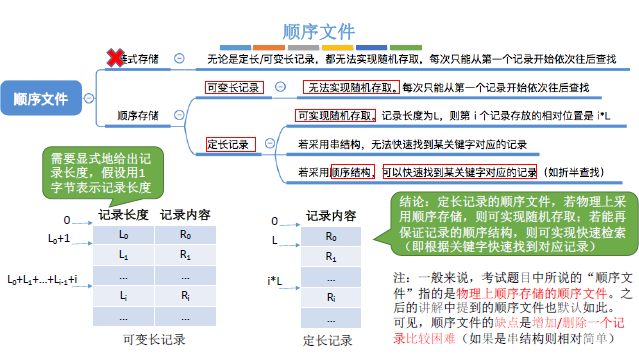 顺序文件
顺序文件
链式存储
无论是定长/可变长记录，都无法实现随机存取，每次只能从第一个记录开始依次往后查找
顺序存储
可变长记录
无法实现随机存取。每次只能从第一个记录开始依次往后查找
定长记录
可实现随机存取。记录长度为L，则第 i 个记录存放的相对位置是 i*L
若采用串结构，无法快速找到某关键字对应的记录
若采用顺序结构，可以快速找到某关键字对应的记录（如折半查找）
需要显式地给出记
录长度，假设用1
字节表示记录长度
记录长度 记录内容
0 L₀ R₀
L₀+1 L₁ R₁
... ...
L₀+L₁+...+Lᵢ₋₁+i Lᵢ Rᵢ
... ...
可变长记录
记录内容
0 R₀
L R₁
...
i*L Rᵢ
...
定长记录
结论：定长记录的顺序文件，若物理上采
用顺序存储，则可实现随机存取；若能再
保证记录的顺序结构，则可实现快速检索
（即根据关键字快速找到对应记录）
注：一般来说，考试题目中所说的“顺序文
件”指的是物理上顺序存储的顺序文件。之
后的讲解中提到的顺序文件也默认如此。
可见，顺序文件的缺点是增加/删除一个记
录比较困难（如果是串结构则相对简单）